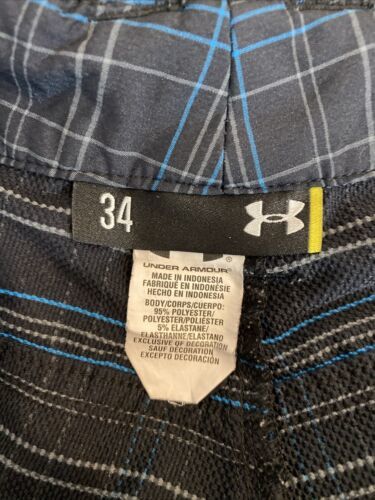 34
UNDER ARMOUR®
MADE IN INDONESIA
FABRIQUÉ EN INDONÉSIE
HECHO EN INDONESIA
BODY/CORPS/CUERPO:
95% POLYESTER/
POLYESTER/POLIÉSTER
5% ELASTANE/
ELASTHANNE/ELASTANO
EXCLUSIVE OF DECORATION
SAUF DÉCORATION
EXCEPTO DECORACIÓN